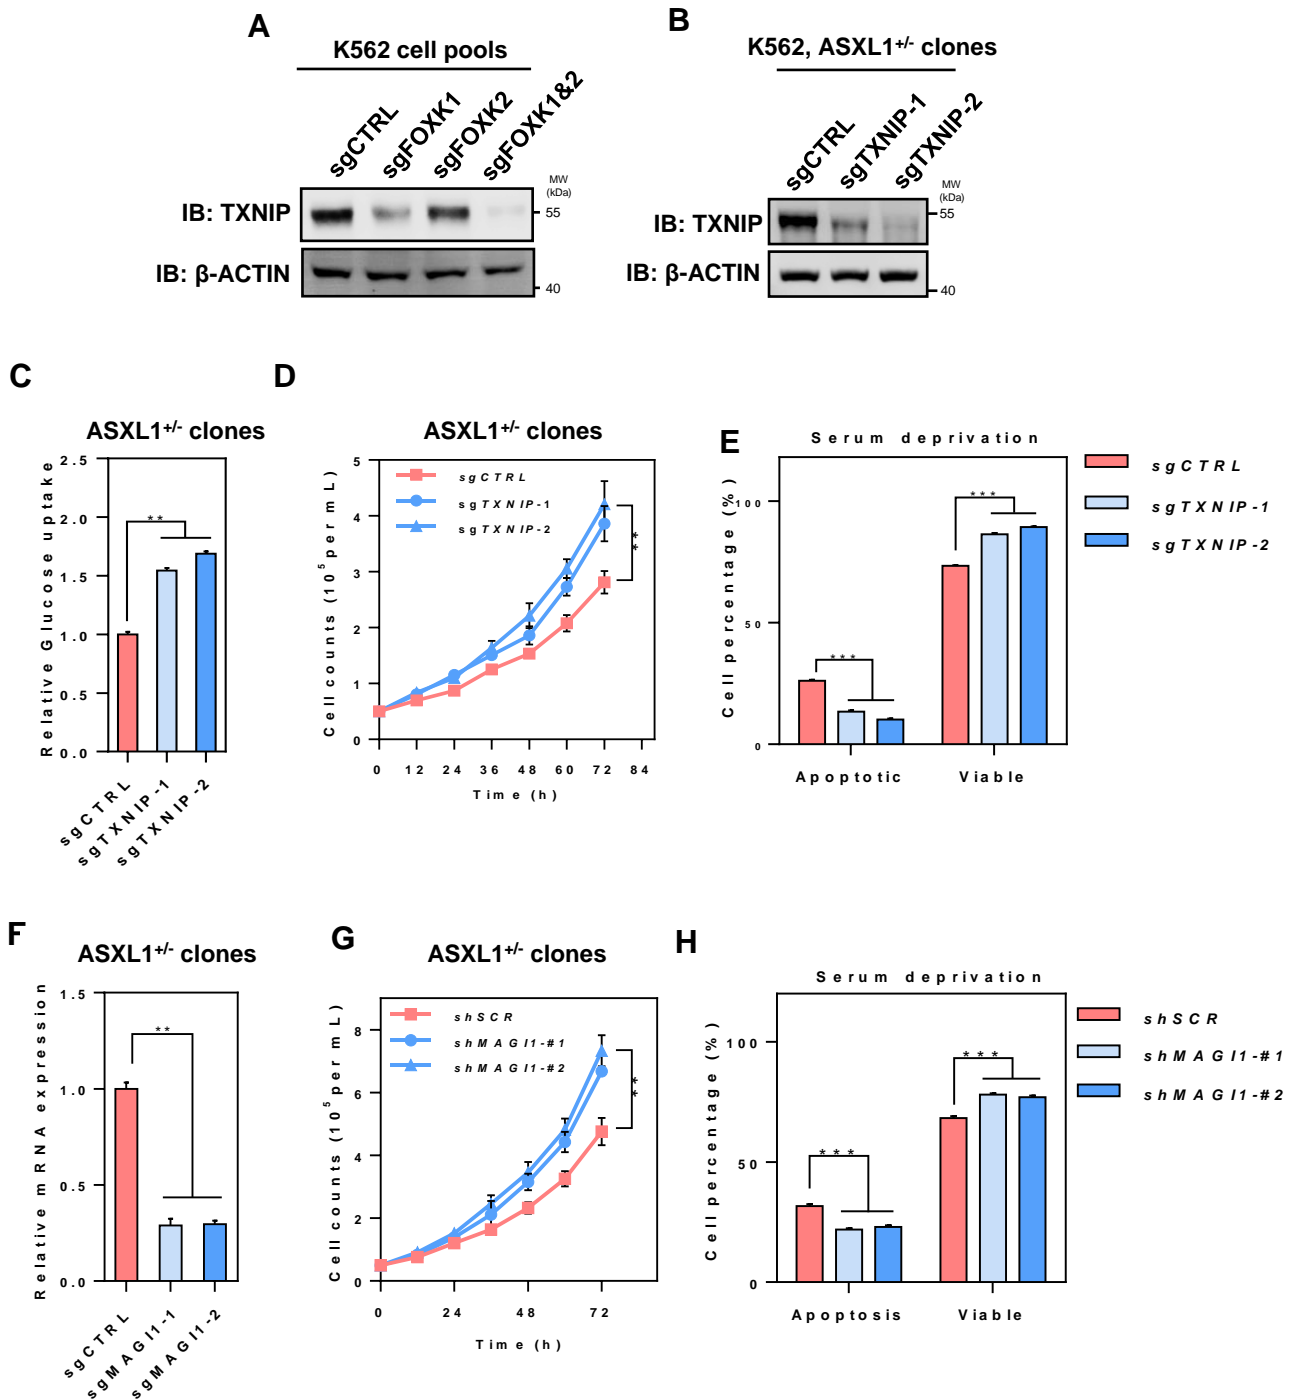 A
K562 cell pools
sgCTRL
sgFOXK1
sgFOXK2
sgFOXK1&2
MW
(kDa)
IB: TXNIP
55
IB: β-ACTIN
40
B
K562, ASXL1+/- clones
sgCTRL
sgTXNIP-1
sgTXNIP-2
MW
(kDa)
IB: TXNIP
55
IB: β-ACTIN
40
C
ASXL1+/- clones
Relative Glucose uptake
2.5
2.0
1.5
1.0
0.5
0.0
**
sgCTRL
sgTXNIP-1
sgTXNIP-2
D
ASXL1+/- clones
Cell counts (10^5 per mL)
5
4
3
2
1
0
sgCTRL
sgTXNIP-1
sgTXNIP-2
**
0 12 24 36 48 60 72 84
Time (h)
E
Serum deprivation
Cell percentage (%)
100
50
0
***
***
Apoptotic Viable
sgCTRL
sgTXNIP-1
sgTXNIP-2
F
ASXL1+/- clones
Relative mRNA expression
1.5
1.0
0.5
0.0
**
sgCTRL
sgMAGI1-1
sgMAGI1-2
G
ASXL1+/- clones
Cell counts (10^5 per mL)
8
6
4
2
0
shSCR
shMAGI1-#1
shMAGI1-#2
**
0 24 48 72
Time (h)
H
Serum deprivation
Cell percentage (%)
100
50
0
***
***
Apoptosis Viable
shSCR
shMAGI1-#1
shMAGI1-#2